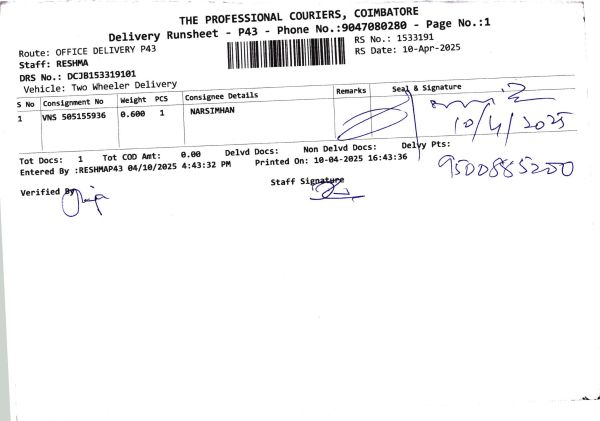 THE PROFESSIONAL COURIERS, COIMBATORE
Delivery Runsheet - P43 - Phone No.:9047080280 - Page No.:1
Route: OFFICE DELIVERY P43
RS No.: 1533191
Staff: RESHMA
RS Date: 10-Apr-2025
DRS No.: DCJB153319101
Vehicle: Two Wheeler Delivery
S No Consignment No Weight PCS Consignee Details Remarks Seal & Signature
1 VNS 505155936 0.600 1 NARSIMHAN
10/4/2025
Tot Docs: 1 Tot COD Amt: 0.00 Delvd Docs: Non Delvd Docs: Delvy Pts:
Entered By :RESHMAP43 04/10/2025 4:43:32 PM Printed On: 10-04-2025 16:43:36
9500885200
Verified By
Staff Signature